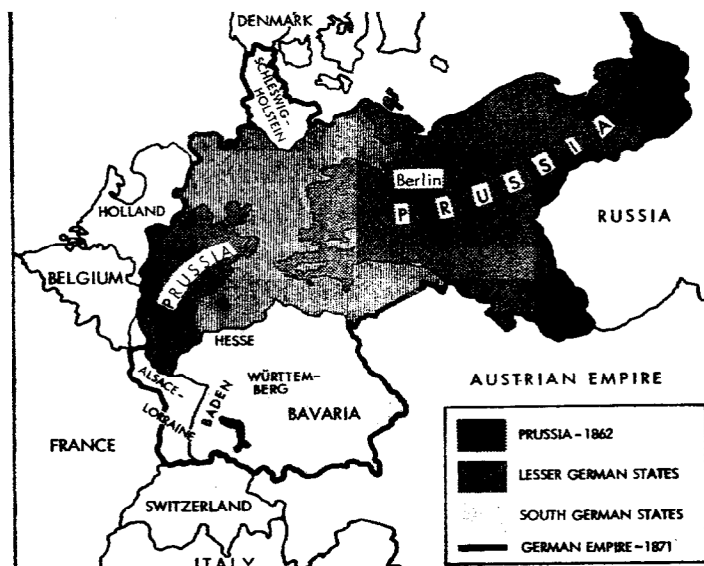 DENMARK
SCHLESWIG-
HOLSTEIN
Berlin
PRUSSIA
HOLLAND
RUSSIA
BELGIUM
PRUSSIA
HESSE
ALSACE-
LORRAINE
BADEN
WÜRTTEM-
BERG
BAVARIA
AUSTRIAN EMPIRE
FRANCE
SWITZERLAND
ITALY
PRUSSIA-1862
LESSER GERMAN STATES
SOUTH GERMAN STATES
GERMAN EMPIRE-1871